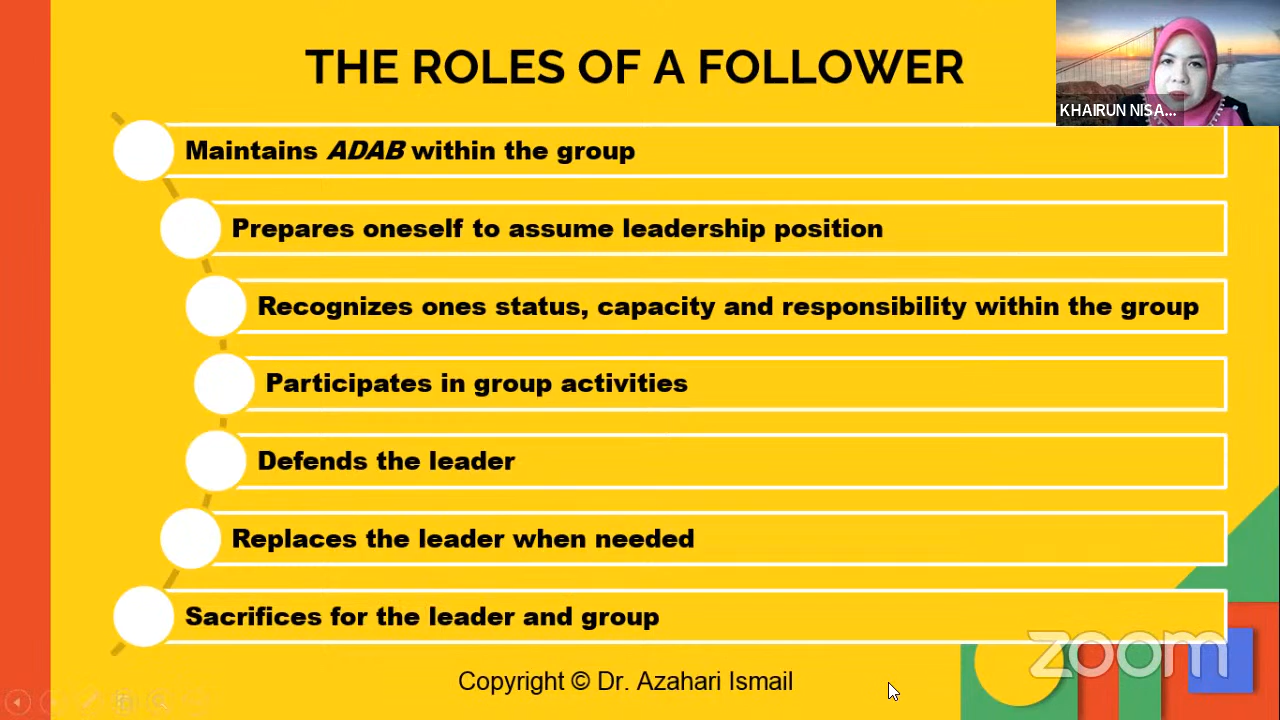 THE ROLES OF A FOLLOWER
KHAIRUN NISA...
Maintains ADAB within the group
Prepares oneself to assume leadership position
Recognizes ones status, capacity and responsibility within the group
Participates in group activities
Defends the leader
Replaces the leader when needed
Sacrifices for the leader and group
zoom
Copyright © Dr. Azahari Ismail